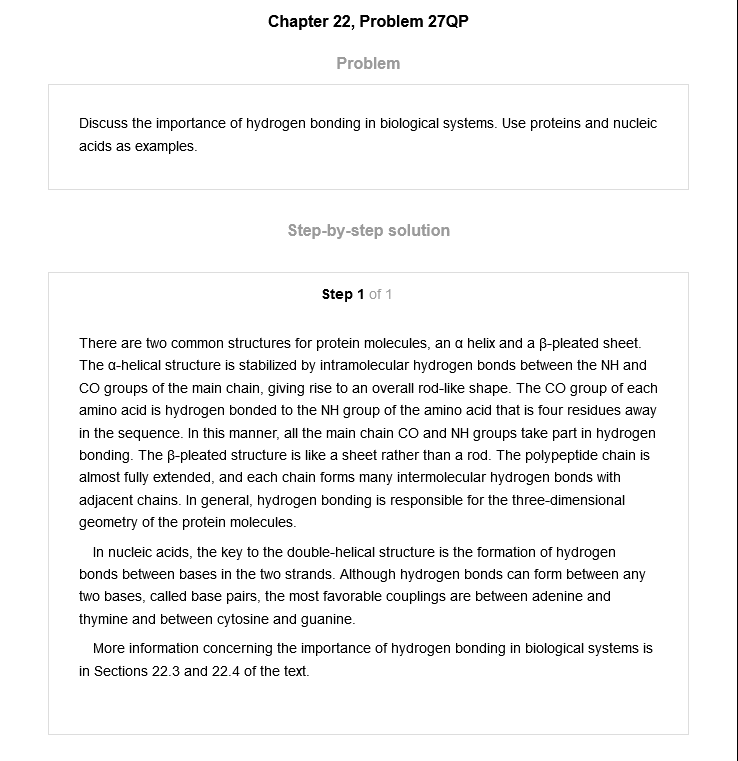 Chapter 22, Problem 27QP
Problem
Discuss the importance of hydrogen bonding in biological systems. Use proteins and nucleic
acids as examples.
Step-by-step solution
Step 1 of 1
There are two common structures for protein molecules, an α helix and a β-pleated sheet.
The α-helical structure is stabilized by intramolecular hydrogen bonds between the NH and
CO groups of the main chain, giving rise to an overall rod-like shape. The CO group of each
amino acid is hydrogen bonded to the NH group of the amino acid that is four residues away
in the sequence. In this manner, all the main chain CO and NH groups take part in hydrogen
bonding. The β-pleated structure is like a sheet rather than a rod. The polypeptide chain is
almost fully extended, and each chain forms many intermolecular hydrogen bonds with
adjacent chains. In general, hydrogen bonding is responsible for the three-dimensional
geometry of the protein molecules.
In nucleic acids, the key to the double-helical structure is the formation of hydrogen
bonds between bases in the two strands. Although hydrogen bonds can form between any
two bases, called base pairs, the most favorable couplings are between adenine and
thymine and between cytosine and guanine.
More information concerning the importance of hydrogen bonding in biological systems is
in Sections 22.3 and 22.4 of the text.